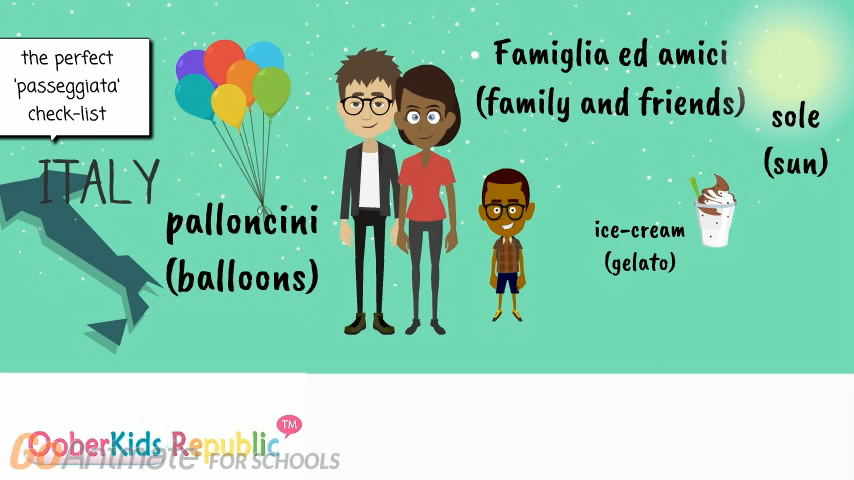 the perfect
'passeggiata'
check-list
ITALY
palloncini
(balloons)
Famiglia ed amici
(family and friends)
sole
(sun)
ice-cream
(gelato)
OoberKids Republic TM
GoAnimate FOR SCHOOLS